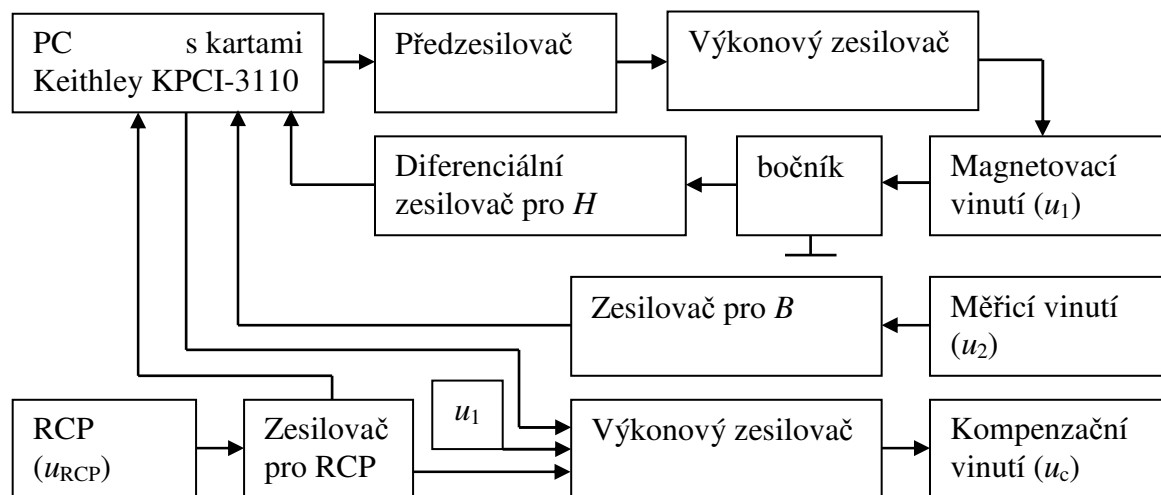 PC s kartami
Keithley KPCI-3110
Předzesilovač
Výkonový zesilovač
Diferenciální
zesilovač pro H
bočník
Magnetovací
vinutí (u1)
Zesilovač pro B
Měřicí vinutí
(u2)
RCP
(uRCP)
Zesilovač
pro RCP
u1
Výkonový zesilovač
Kompenzační
vinutí (uc)